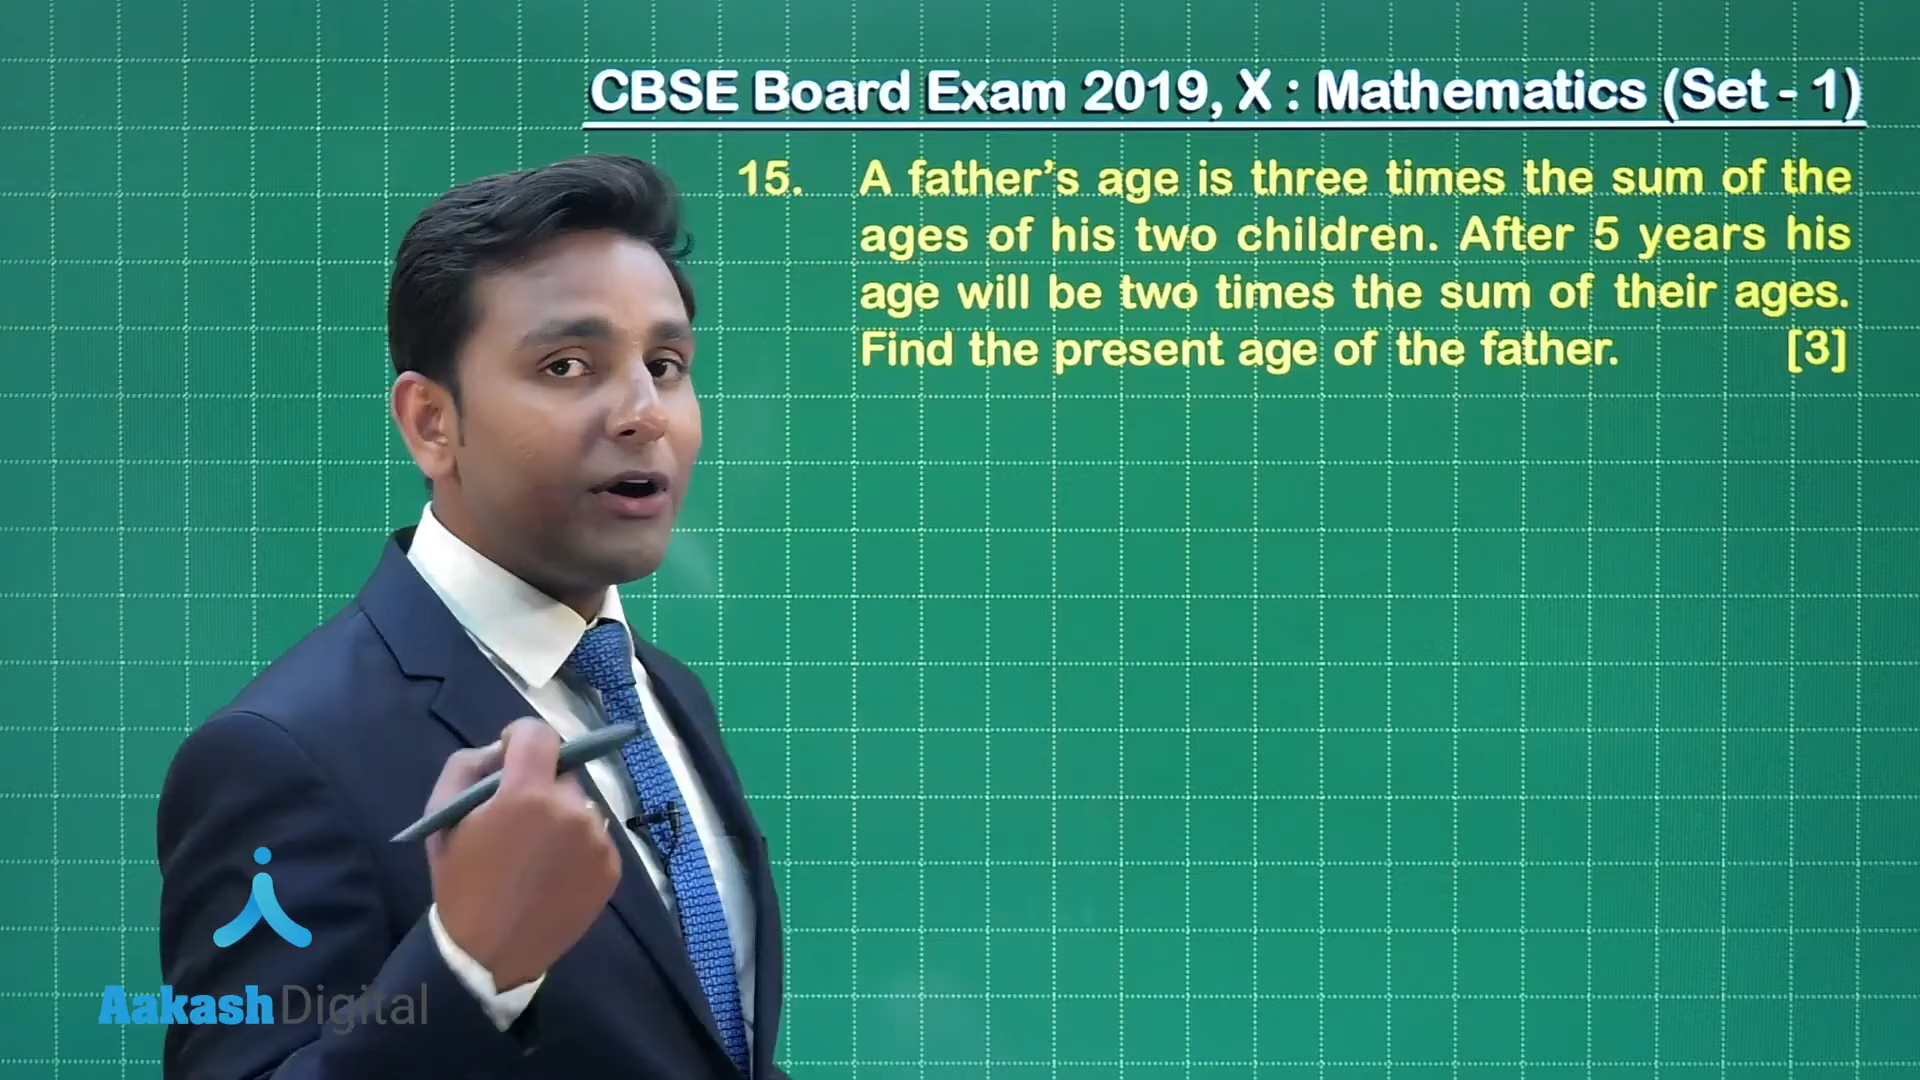 CBSE Board Exam 2019, X : Mathematics (Set - 1)
15. A father's age is three times the sum of the
ages of his two children. After 5 years his
age will be two times the sum of their ages.
Find the present age of the father. [3]
Aakash Digital